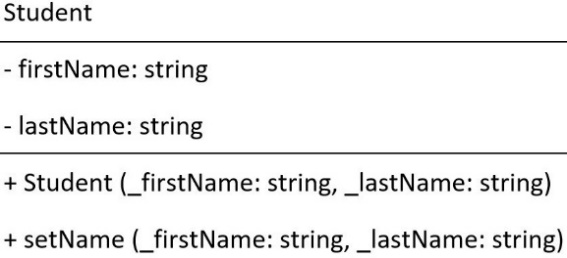 Student
- firstName: string
- lastName: string
+ Student (_firstName: string, _lastName: string)
+ setName (_firstName: string, _lastName: string)